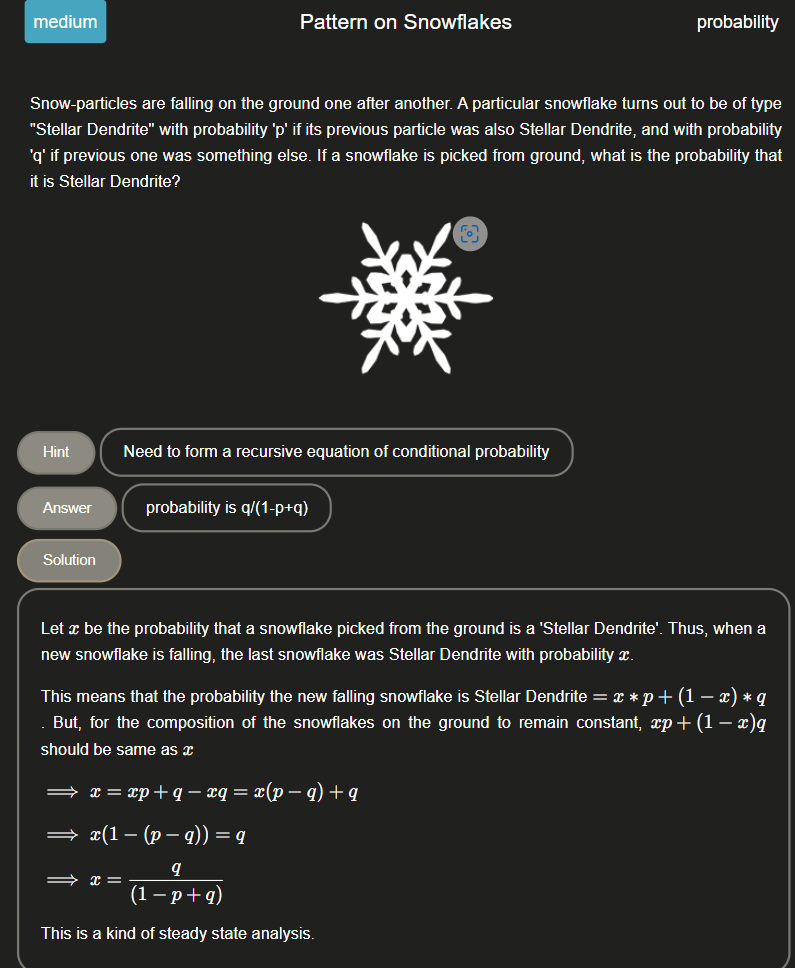 medium
Pattern on Snowflakes
probability
Snow-particles are falling on the ground one after another. A particular snowflake turns out to be of type
"Stellar Dendrite" with probability 'p' if its previous particle was also Stellar Dendrite, and with probability
'q' if previous one was something else. If a snowflake is picked from ground, what is the probability that
it is Stellar Dendrite?
Hint
Need to form a recursive equation of conditional probability
Answer
probability is q/(1-p+q)
Solution
Let x be the probability that a snowflake picked from the ground is a 'Stellar Dendrite'. Thus, when a
new snowflake is falling, the last snowflake was Stellar Dendrite with probability x.
This means that the probability the new falling snowflake is Stellar Dendrite = x * p + (1 − x) * q
. But, for the composition of the snowflakes on the ground to remain constant, xp + (1 − x)q
should be same as x
⟹ x = xp + q − xq = x(p − q) + q
⟹ x(1 − (p − q)) = q
⟹ x = q / (1 − p + q)
This is a kind of steady state analysis.